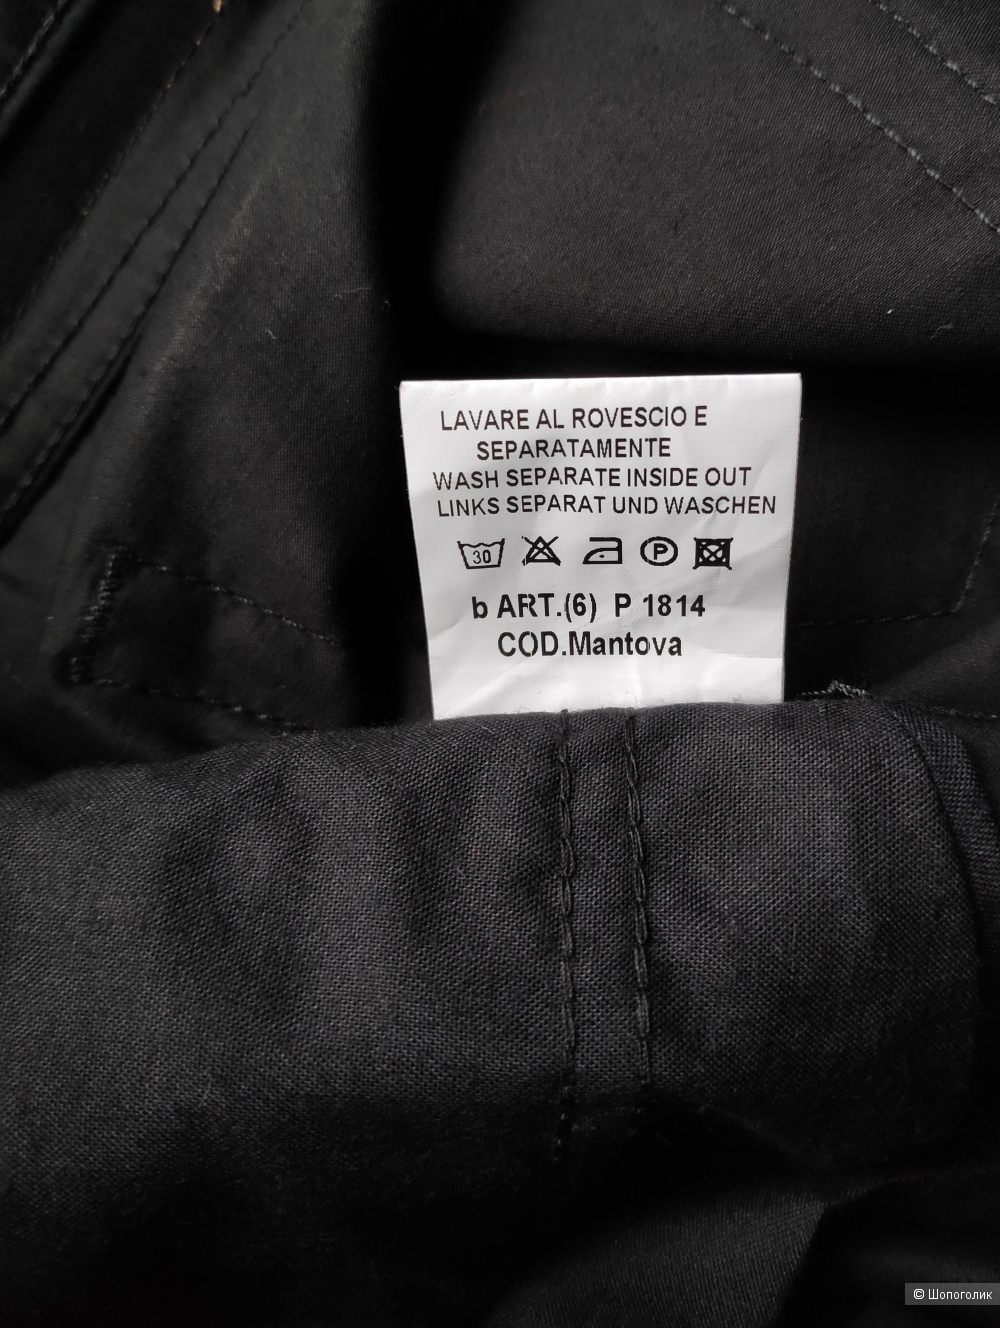 LAVARE AL ROVESCIO E
SEPARATAMENTE
WASH SEPARATE INSIDE OUT
LINKS SEPARAT UND WASCHEN
30 P
b ART.(6) P 1814
COD.Mantova
© Шопоголик